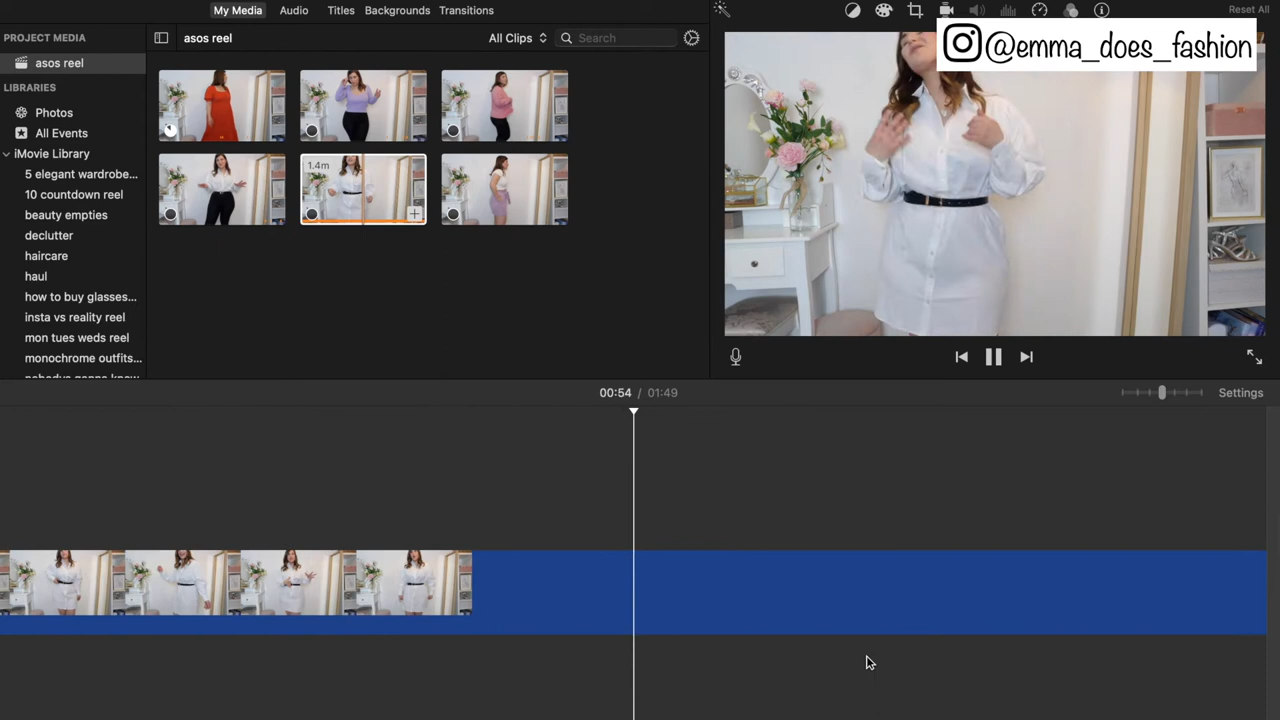 My Media Audio Titles Backgrounds Transitions
Reset All
PROJECT MEDIA
asos reel
All Clips
Search
@emma_does_fashion
asos reel
LIBRARIES
Photos
All Events
iMovie Library
5 elegant wardrobe...
10 countdown reel
beauty empties
declutter
haircare
haul
how to buy glasses...
insta vs reality reel
mon tues weds reel
monochrome outfits...
1.4m
00:54 / 01:49
Settings